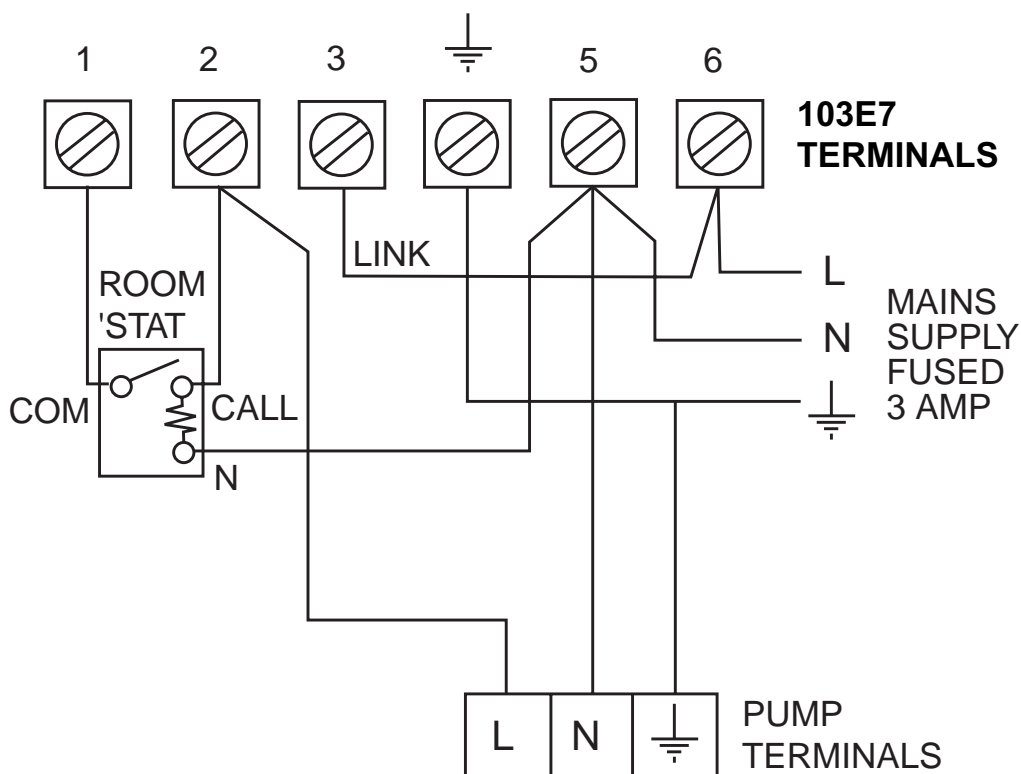 1 2 3 5 6
103E7
TERMINALS
LINK
ROOM
'STAT
COM
CALL
N
L
N
MAINS
SUPPLY
FUSED
3 AMP
L N
PUMP
TERMINALS